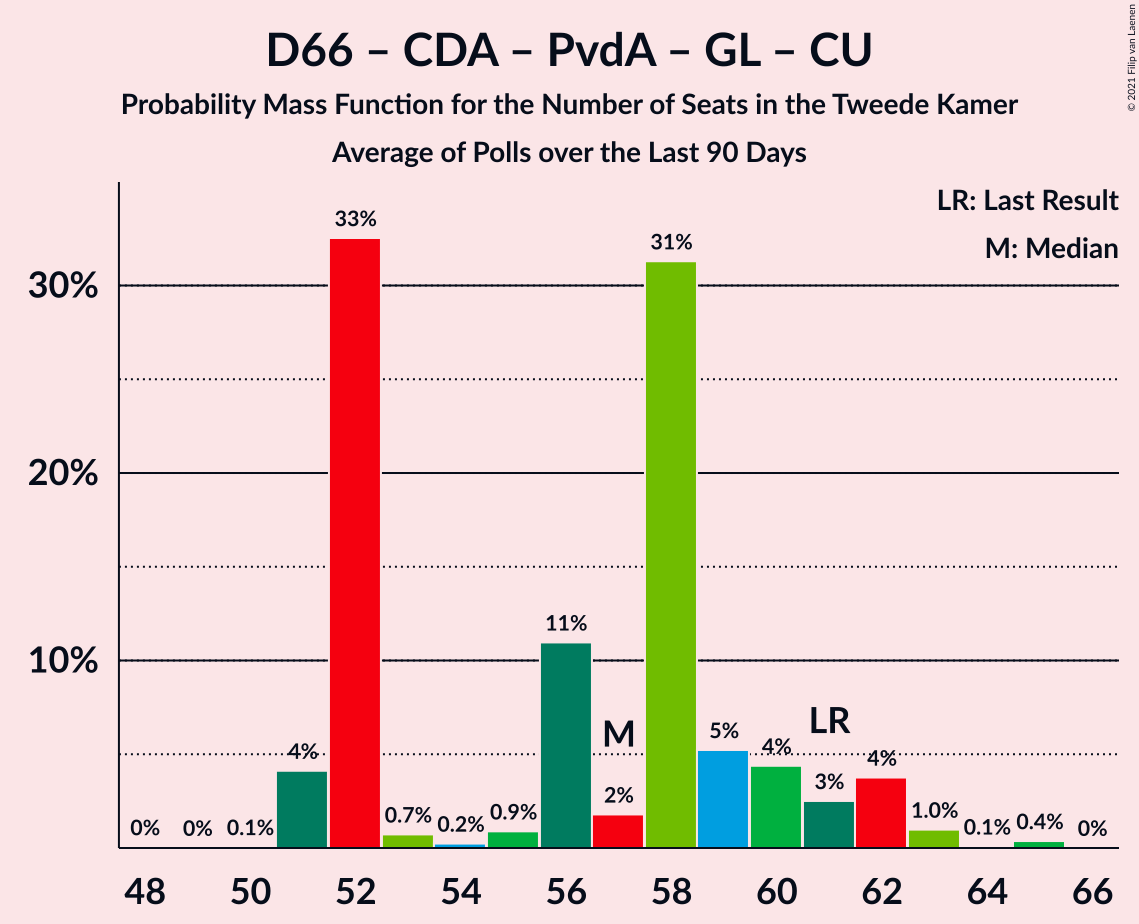 D66 – CDA – PvdA – GL – CU
Probability Mass Function for the Number of Seats in the Tweede Kamer
Average of Polls over the Last 90 Days
© 2021 Filip van Laenen
LR: Last Result
M: Median
30%
20%
10%
0%
0%
0.1%
4%
33%
0.7%
0.2%
0.9%
11%
M
2%
31%
5%
4%
LR
3%
4%
1.0%
0.1%
0.4%
0%
48 50 52 54 56 58 60 62 64 66